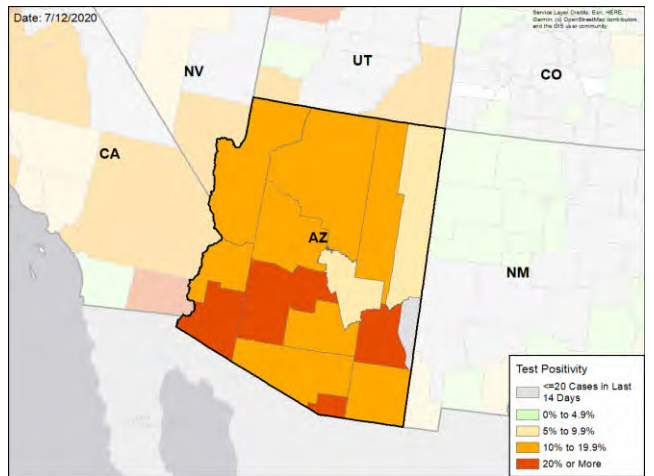 Date: 7/12/2020
Service Layer Credits: Esri, HERE,
Garmin, (c) OpenStreetMap contributors,
and the GIS user community
NV
UT
CO
CA
AZ
NM
Test Positivity
<=20 Cases in Last
14 Days
0% to 4.9%
5% to 9.9%
10% to 19.9%
20% or More